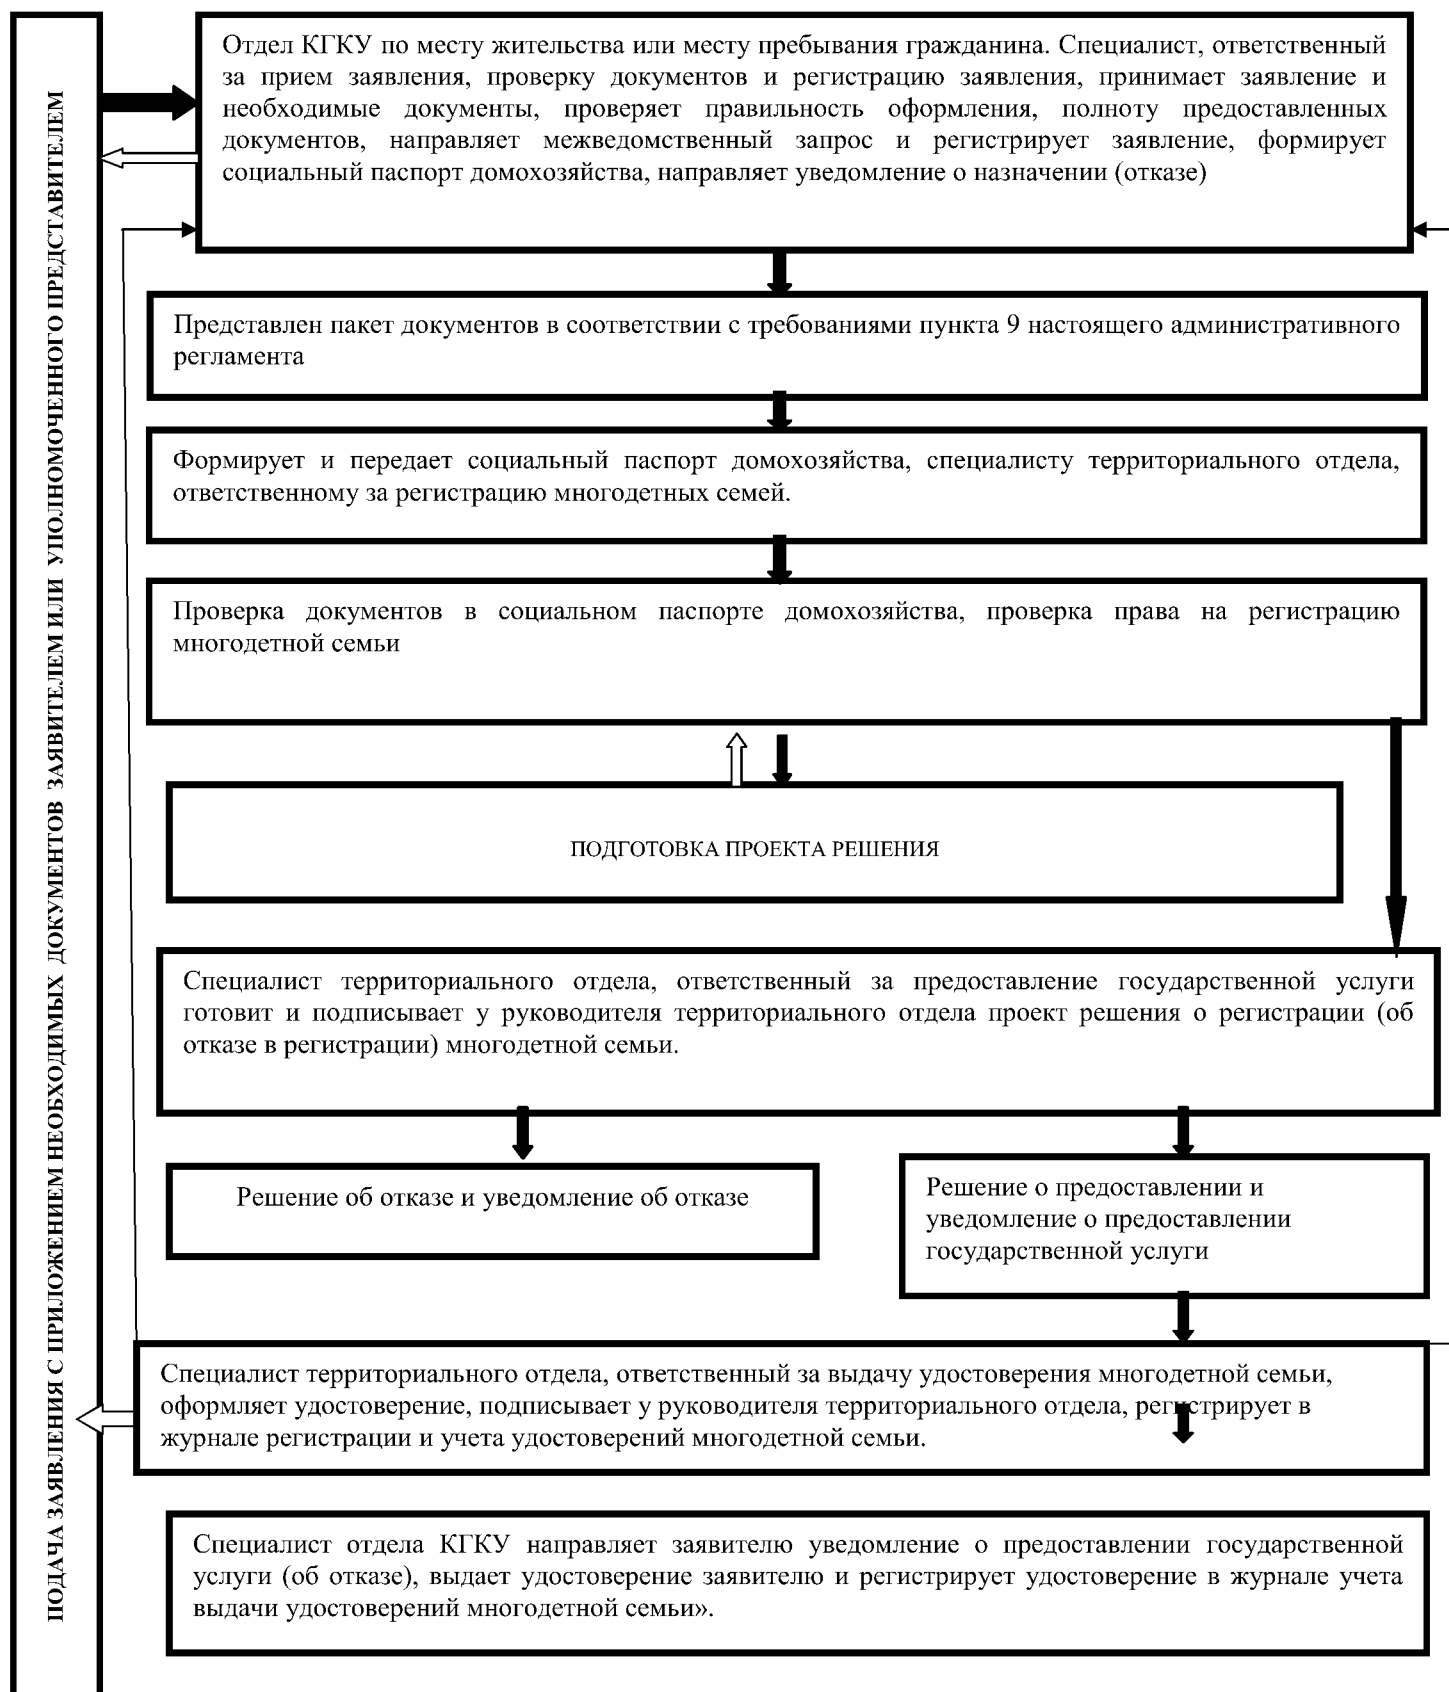 ПОДАЧА ЗАЯВЛЕНИЯ С ПРИЛОЖЕНИЕМ НЕОБХОДИМЫХ ДОКУМЕНТОВ ЗАЯВИТЕЛЕМ ИЛИ УПОЛНОМОЧЕННОГО ПРЕДСТАВИТЕЛЕМ
Отдел КГКУ по месту жительства или месту пребывания гражданина. Специалист, ответственный
за прием заявления, проверку документов и регистрацию заявления, принимает заявление и
необходимые документы, проверяет правильность оформления, полноту предоставленных
документов, направляет межведомственный запрос и регистрирует заявление, формирует
социальный паспорт домохозяйства, направляет уведомление о назначении (отказе)
Представлен пакет документов в соответствии с требованиями пункта 9 настоящего административного
регламента
Формирует и передает социальный паспорт домохозяйства, специалисту территориального отдела,
ответственному за регистрацию многодетных семей.
Проверка документов в социальном паспорте домохозяйства, проверка права на регистрацию
многодетной семьи
ПОДГОТОВКА ПРОЕКТА РЕШЕНИЯ
Специалист территориального отдела, ответственный за предоставление государственной услуги
готовит и подписывает у руководителя территориального отдела проект решения о регистрации (об
отказе в регистрации) многодетной семьи.
Решение об отказе и уведомление об отказе
Решение о предоставлении и
уведомление о предоставлении
государственной услуги
Специалист территориального отдела, ответственный за выдачу удостоверения многодетной семьи,
оформляет удостоверение, подписывает у руководителя территориального отдела, регистрирует в
журнале регистрации и учета удостоверений многодетной семьи.
Специалист отдела КГКУ направляет заявителю уведомление о предоставлении государственной
услуги (об отказе), выдает удостоверение заявителю и регистрирует удостоверение в журнале учета
выдачи удостоверений многодетной семьи».